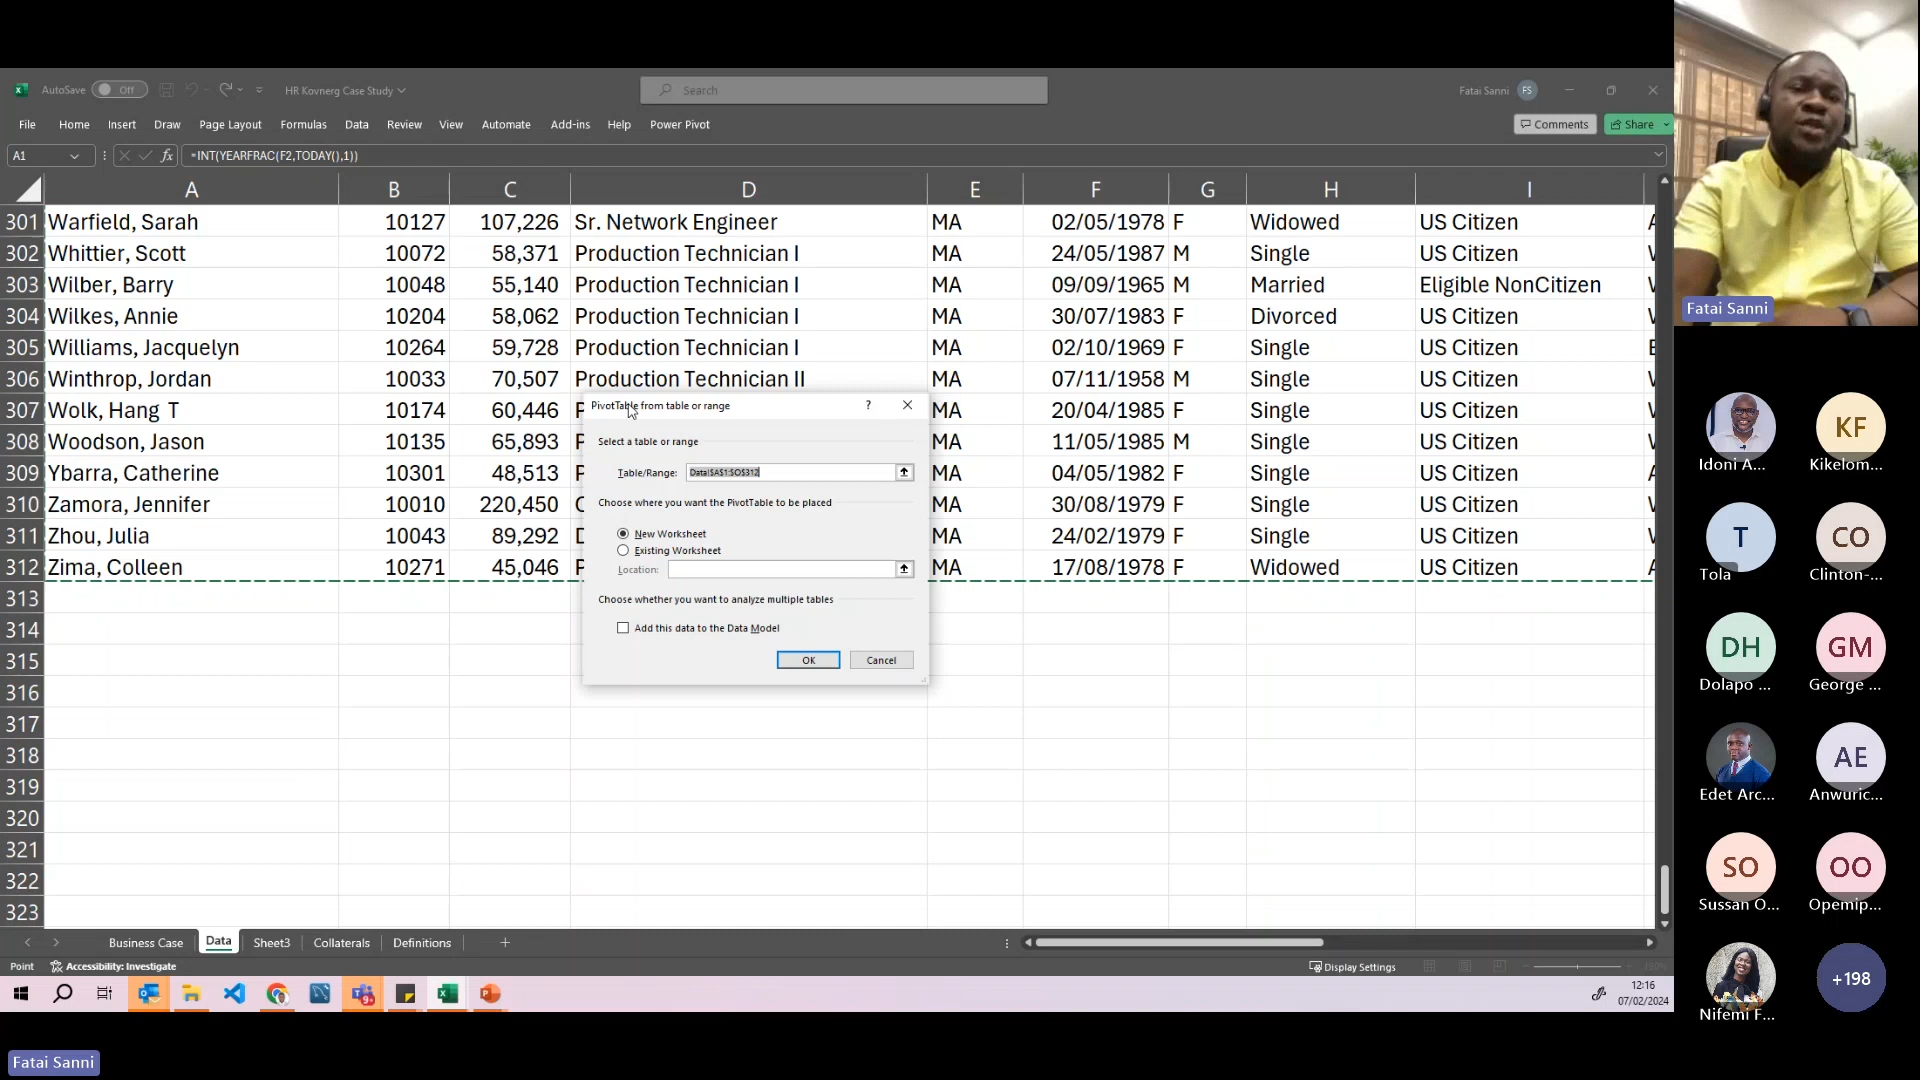 AutoSave Off HR Kovnerg Case Study Search Fatai Sanni FS
File Home Insert Draw Page Layout Formulas Data Review View Automate Add-ins Help Power Pivot Comments Share
A1 fx =INT(YEARFRAC(F2,TODAY(),1))
A B C D E F G H I
301 Warfield, Sarah 10127 107,226 Sr. Network Engineer MA 02/05/1978 F Widowed US Citizen
302 Whittier, Scott 10072 58,371 Production Technician I MA 24/05/1987 M Single US Citizen
303 Wilber, Barry 10048 55,140 Production Technician I MA 09/09/1965 M Married Eligible NonCitizen
304 Wilkes, Annie 10204 58,062 Production Technician I MA 30/07/1983 F Divorced US Citizen
305 Williams, Jacquelyn 10264 59,728 Production Technician I MA 02/10/1969 F Single US Citizen
306 Winthrop, Jordan 10033 70,507 Production Technician II MA 07/11/1958 M Single US Citizen
307 Wolk, Hang T 10174 60,446 P MA 20/04/1985 F Single US Citizen
308 Woodson, Jason 10135 65,893 P MA 11/05/1985 M Single US Citizen
309 Ybarra, Catherine 10301 48,513 P MA 04/05/1982 F Single US Citizen
310 Zamora, Jennifer 10010 220,450 C MA 30/08/1979 F Single US Citizen
311 Zhou, Julia 10043 89,292 D MA 24/02/1979 F Single US Citizen
312 Zima, Colleen 10271 45,046 P MA 17/08/1978 F Widowed US Citizen
313
314
315
316
317
318
319
320
321
322
323
PivotTable from table or range ?
Select a table or range
Table/Range: Data!$A$1:$O$312
Choose where you want the PivotTable to be placed
New Worksheet
Existing Worksheet
Location:
Choose whether you want to analyze multiple tables
Add this data to the Data Model
OK Cancel
Business Case Data Sheet3 Collaterals Definitions
Point Accessibility: Investigate Display Settings
12:16
07/02/2024
Fatai Sanni
Idoni A...
KF
Kikelom...
T
Tola
CO
Clinton-...
DH
Dolapo ...
GM
George ...
Edet Arc...
AE
Anwuric...
SO
Sussan O...
OO
Opemip...
Nifemi F...
+198
Fatai Sanni